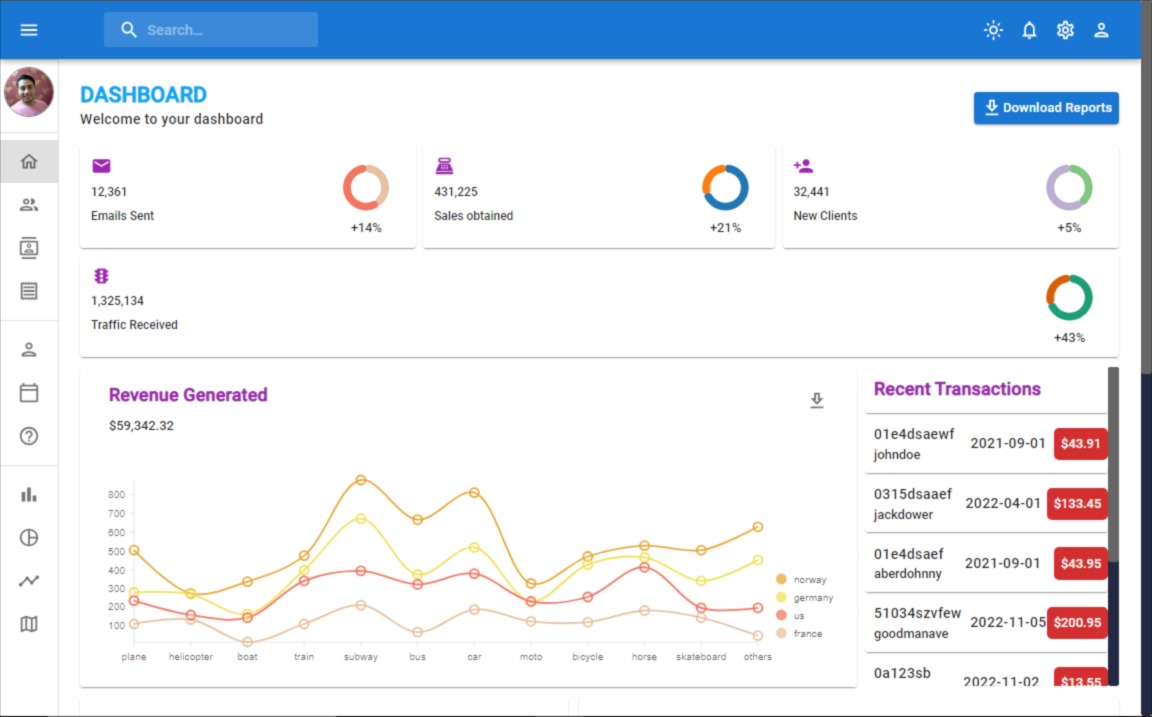 Search...
DASHBOARD
Welcome to your dashboard
Download Reports
12,361
Emails Sent
+14%
431,225
Sales obtained
+21%
32,441
New Clients
+5%
1,325,134
Traffic Received
+43%
Revenue Generated
$59,342.32
800
700
600
500
400
300
200
100
plane helicopter boat train subway bus car moto bicycle horse skateboard others
norway
germany
us
france
Recent Transactions
01e4dsaewf
johndoe
2021-09-01
$43.91
0315dsaaef
jackdower
2022-04-01
$133.45
01e4dsaef
aberdohnny
2021-09-01
$43.95
51034szvfew
goodmanave
2022-11-05
$200.95
0a123sb
2022-11-02
$13.55